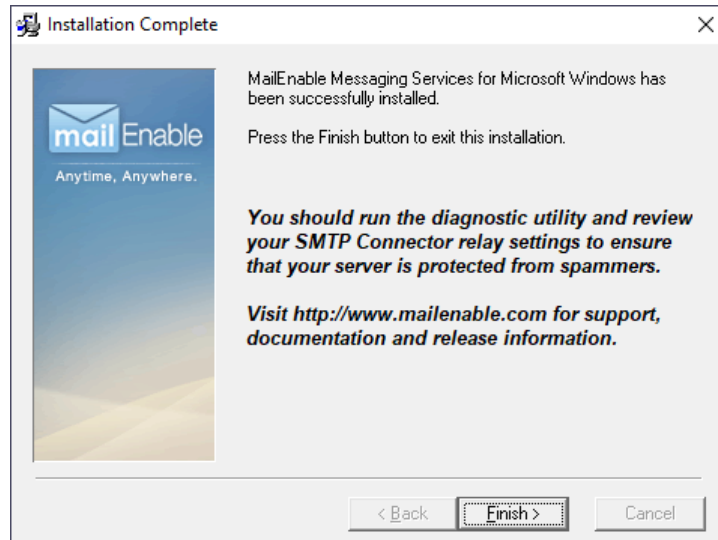 Installation Complete
mail Enable
Anytime, Anywhere.
MailEnable Messaging Services for Microsoft Windows has
been successfully installed.
Press the Finish button to exit this installation.
You should run the diagnostic utility and review
your SMTP Connector relay settings to ensure
that your server is protected from spammers.
Visit http://www.mailenable.com for support,
documentation and release information.
< Back
Finish >
Cancel